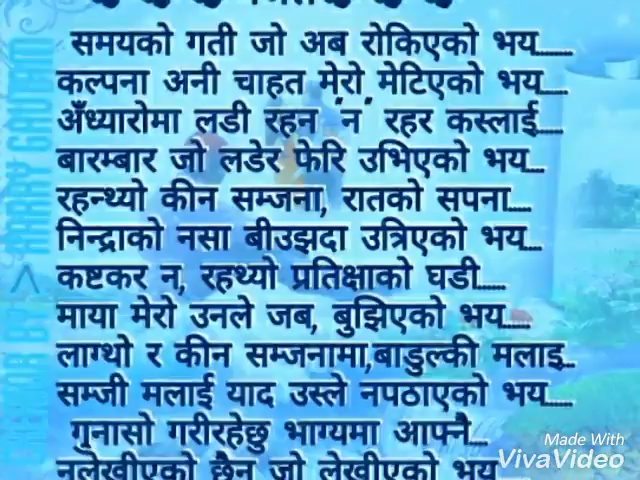 समयको गती जो अब रोकिएको भय......
कल्पना अनी चाहत मेरो मेटिएको भय.....
अँध्यारोमा लडी रहन न रहर कस्लाई.....
बारम्बार जो लडेर फेरि उभिएको भय...
रहन्थ्यो कीन सम्जना, रातको सपना.....
निन्द्राको नसा बीउझदा उत्रिएको भय...
कष्टकर न, रहथ्यो प्रतिक्षाको घडी......
माया मेरो उनले जब, बुझिएको भय......
लाग्थो र कीन सम्जनामा,बाडुल्की मलाइ..
सम्जी मलाई याद उस्ले नपठाएको भय......
गुनासो गरीरहेछु भाग्यमा आफ्नै...
नलेखीएको छैन जो लेखीएको भय......
> HARRY GAUTAM
Made With
VivaVideo